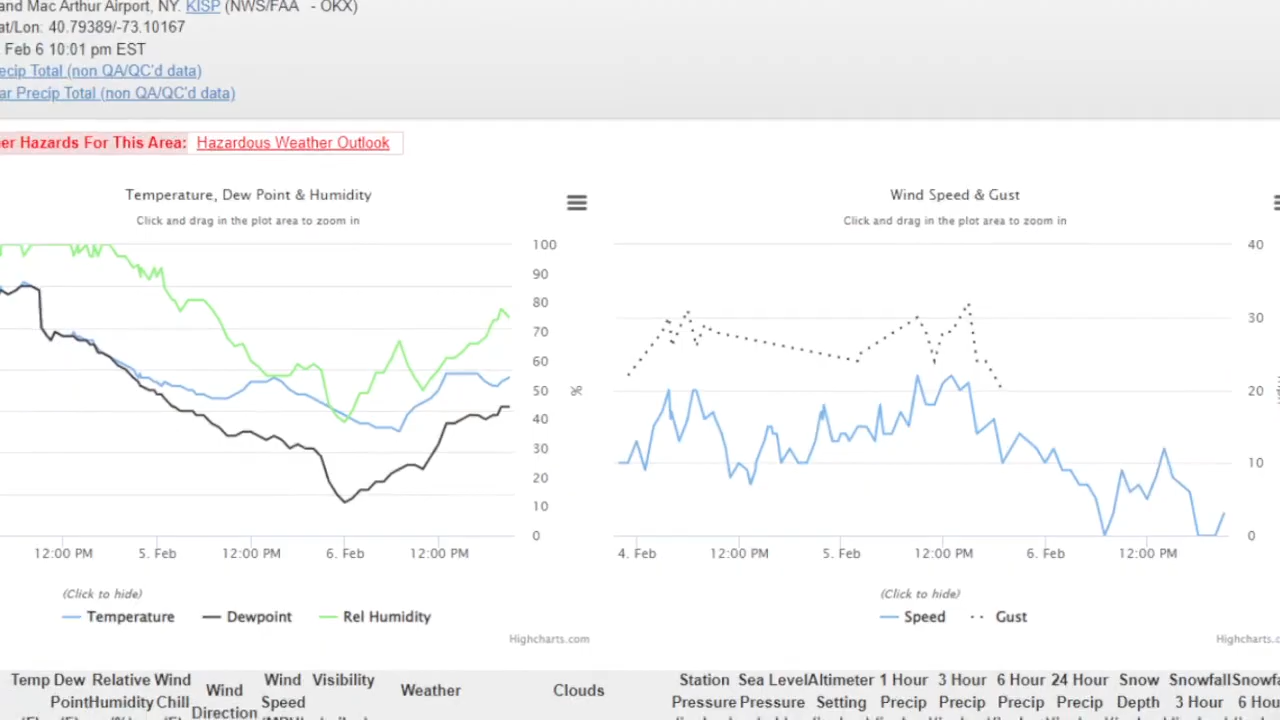 and Mac Arthur Airport, NY. KISP (NWS/FAA - OKX)
at/Lon: 40.79389/-73.10167
Feb 6 10:01 pm EST
ecip Total (non QA/QC'd data)
ar Precip Total (non QA/QC'd data)
er Hazards For This Area: Hazardous Weather Outlook
Temperature, Dew Point & Humidity
Click and drag in the plot area to zoom in
100
90
80
70
60
50
40
30
20
10
0
%
12:00 PM 5. Feb 12:00 PM 6. Feb 12:00 PM
(Click to hide)
Temperature Dewpoint Rel Humidity
Highcharts.com
Wind Speed & Gust
Click and drag in the plot area to zoom in
40
30
20
10
0
4. Feb 12:00 PM 5. Feb 12:00 PM 6. Feb 12:00 PM
(Click to hide)
Speed Gust
Highcharts.c
Temp Dew Relative Wind Wind Wind Visibility Weather Clouds Station Sea Level Altimeter 1 Hour 3 Hour 6 Hour 24 Hour Snow Snowfall Snowfa
Point Humidity Chill Direction Speed Pressure Pressure Setting Precip Precip Precip Precip Depth 3 Hour 6 Hou